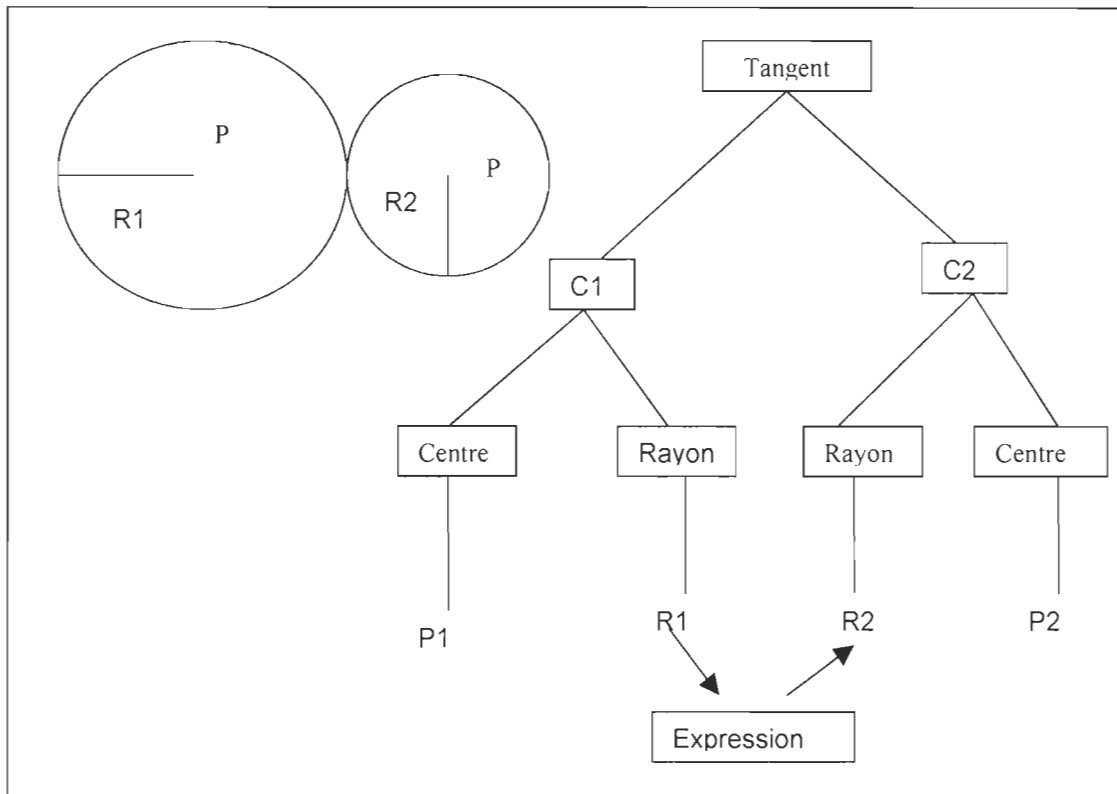 Tangent
P
P
R1
R2
C1
C2
Centre
Rayon
Rayon
Centre
P1
R1
R2
P2
Expression